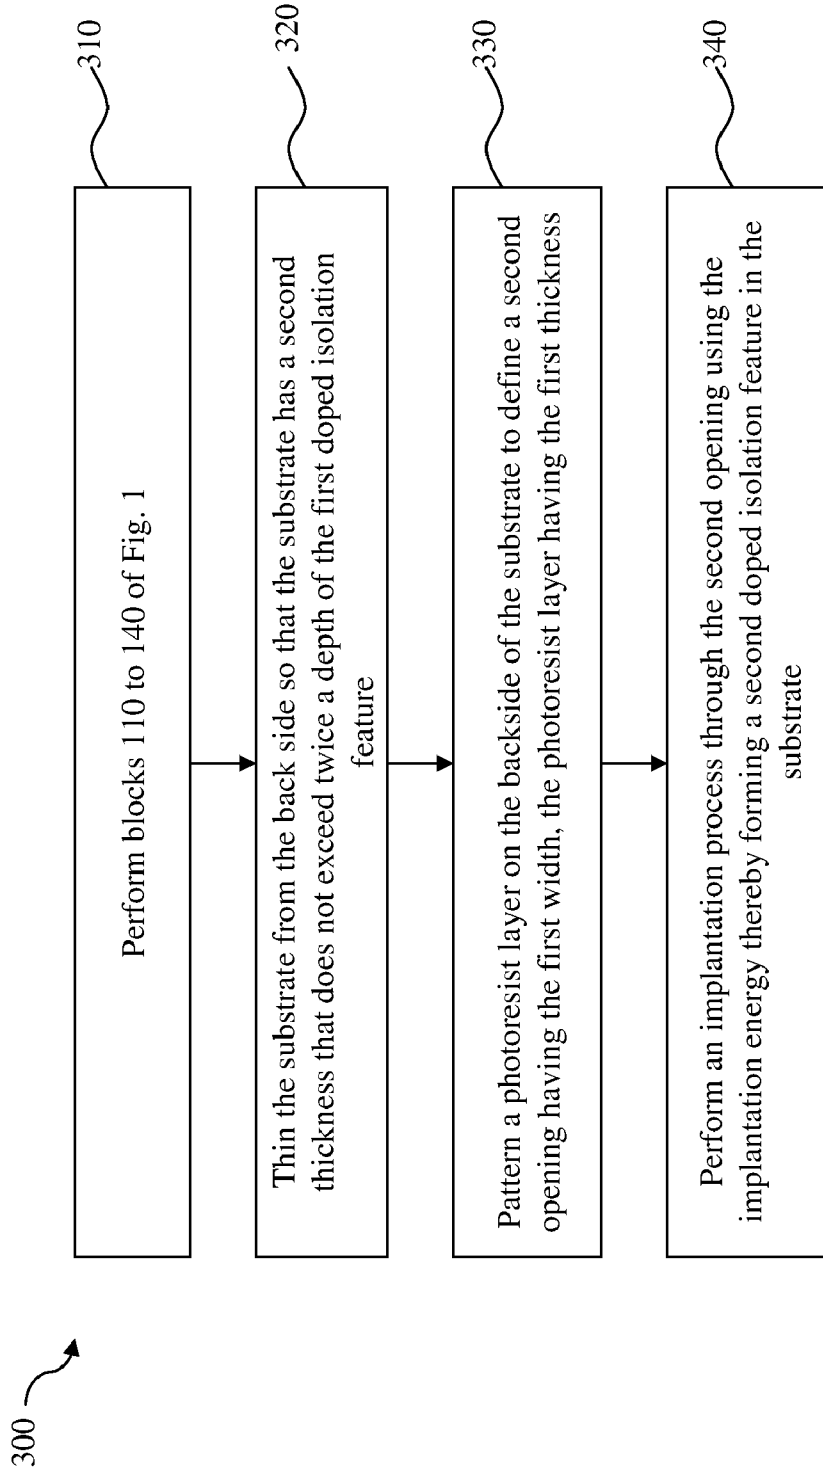 300
310
Perform blocks 110 to 140 of Fig. 1
320
Thin the substrate from the back side so that the substrate has a second
thickness that does not exceed twice a depth of the first doped isolation
feature
330
Pattern a photoresist layer on the backside of the substrate to define a second
opening having the first width, the photoresist layer having the first thickness
340
Perform an implantation process through the second opening using the
implantation energy thereby forming a second doped isolation feature in the
substrate